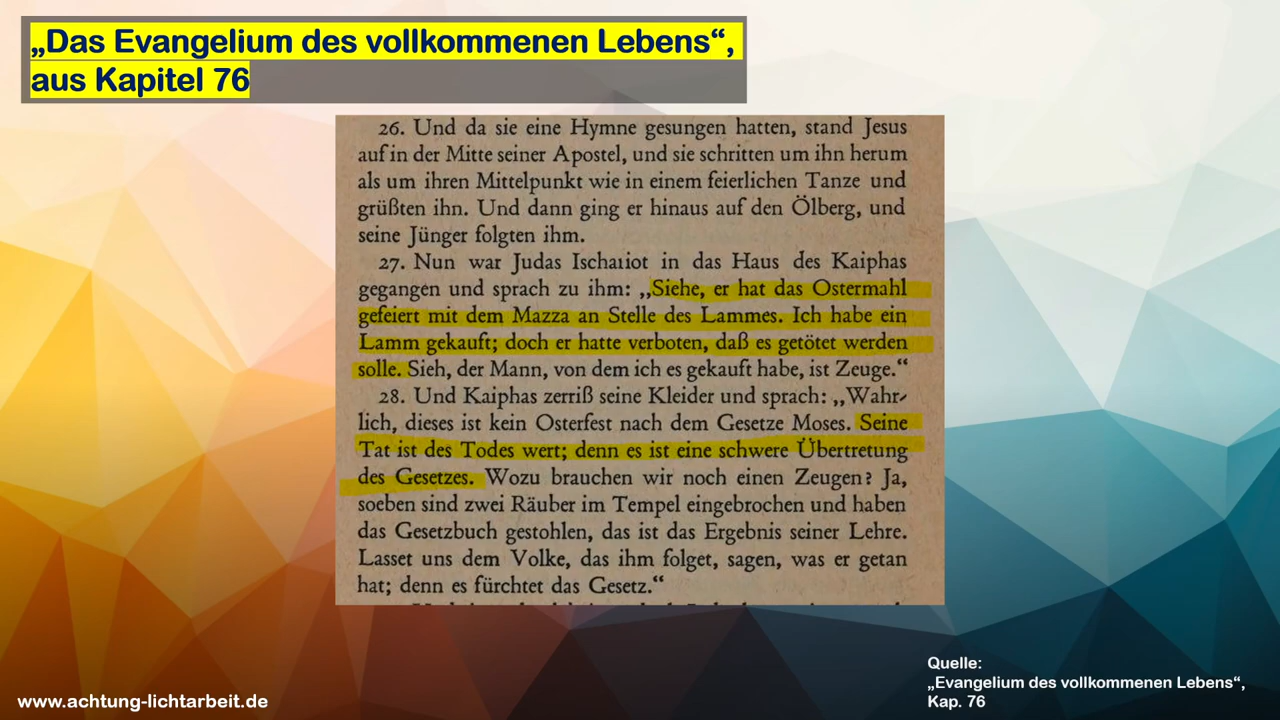 „Das Evangelium des vollkommenen Lebens“,
aus Kapitel 76
26. Und da sie eine Hymne gesungen hatten, stand Jesus
auf in der Mitte seiner Apostel, und sie schritten um ihn herum
als um ihren Mittelpunkt wie in einem feierlichen Tanze und
grüßten ihn. Und dann ging er hinaus auf den Ölberg, und
seine Jünger folgten ihm.
27. Nun war Judas Ischariot in das Haus des Kaiphas
gegangen und sprach zu ihm: „Siehe, er hat das Ostermahl
gefeiert mit dem Mazza an Stelle des Lammes. Ich habe ein
Lamm gekauft; doch er hatte verboten, daß es getötet werden
solle. Sieh, der Mann, von dem ich es gekauft habe, ist Zeuge.“
28. Und Kaiphas zerriß seine Kleider und sprach: „Wahr-
lich, dieses ist kein Osterfest nach dem Gesetze Moses. Seine
Tat ist des Todes wert; denn es ist eine schwere Übertretung
des Gesetzes. Wozu brauchen wir noch einen Zeugen? Ja,
soeben sind zwei Räuber im Tempel eingebrochen und haben
das Gesetzbuch gestohlen, das ist das Ergebnis seiner Lehre.
Lasset uns dem Volke, das ihm folget, sagen, was er getan
hat; denn es fürchtet das Gesetz.“
Quelle:
„Evangelium des vollkommenen Lebens“,
Kap. 76
www.achtung-lichtarbeit.de